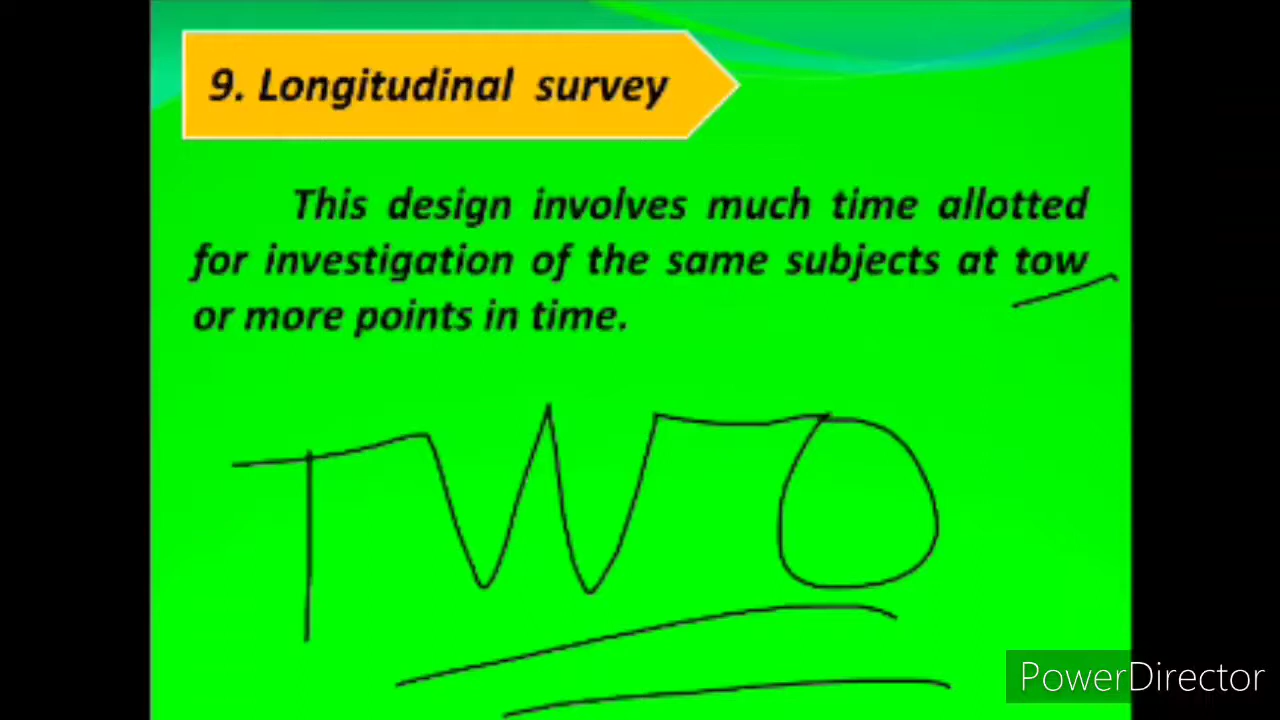 9. Longitudinal survey
This design involves much time allotted
for investigation of the same subjects at tow
or more points in time.
TWO
PowerDirector